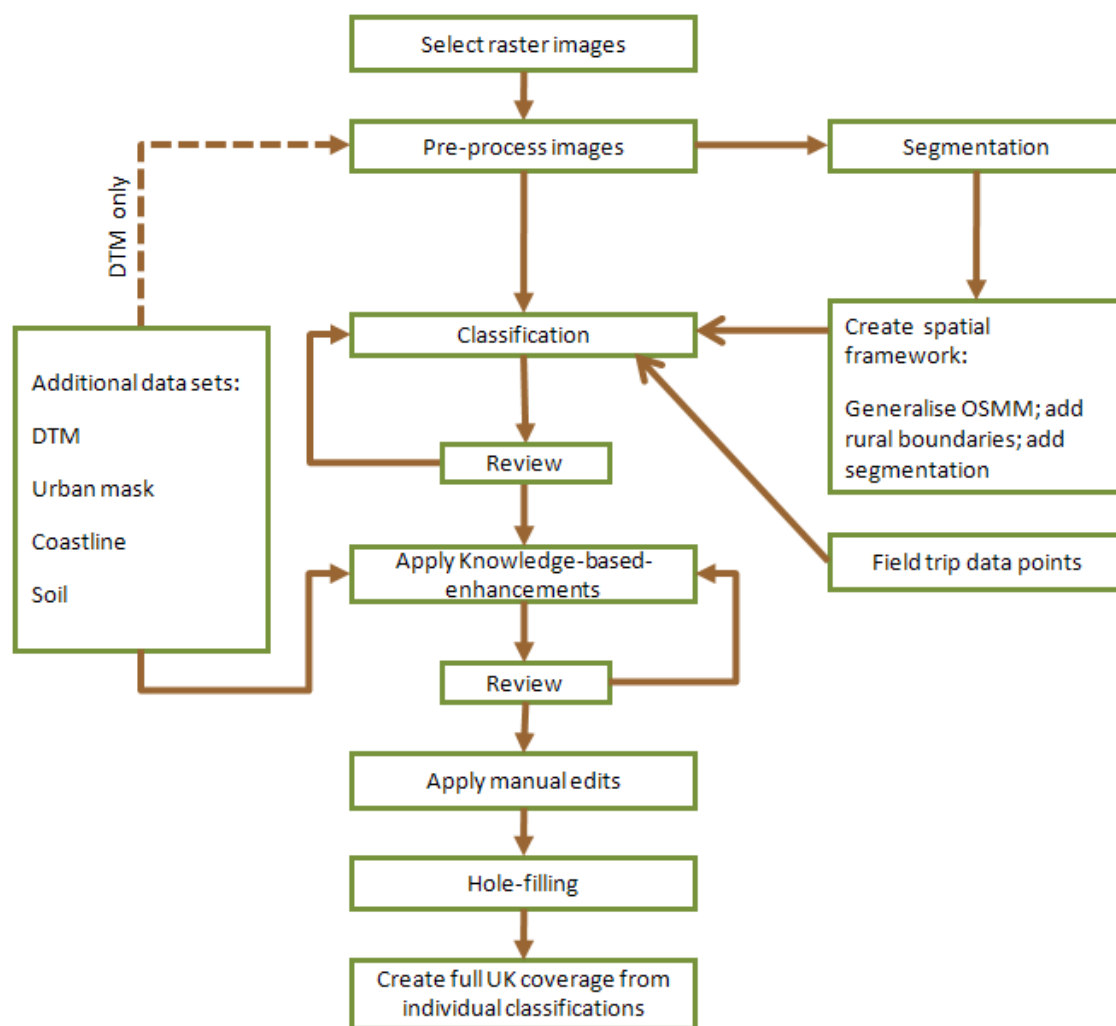 Select raster images
Pre-process images
Segmentation
DTM only
Classification
Create spatial
framework:
Generalise OSMM; add
rural boundaries; add
segmentation
Additional data sets:
DTM
Urban mask
Coastline
Soil
Review
Apply Knowledge-based-
enhancements
Field trip data points
Review
Apply manual edits
Hole-filling
Create full UK coverage from
individual classifications